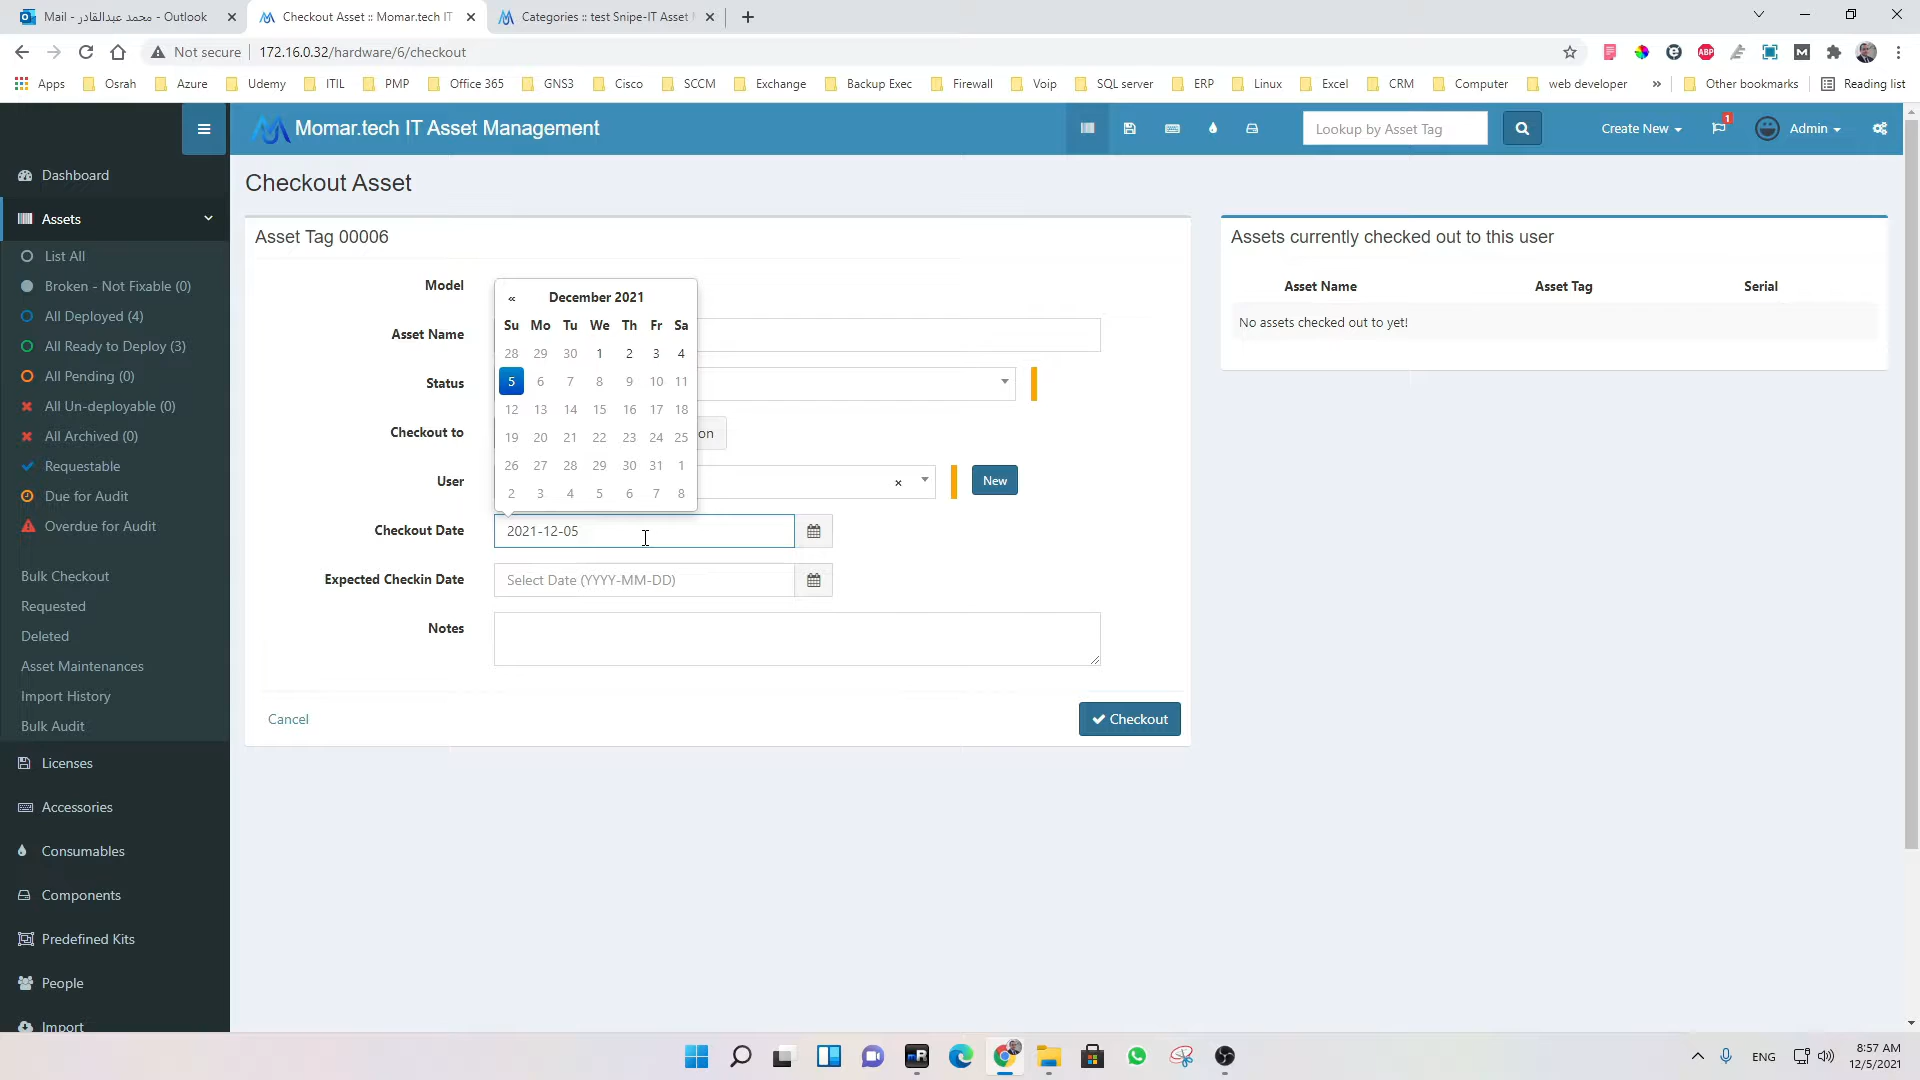 Mail - محمد عبدالقادر - Outlook
Checkout Asset :: Momar.tech IT
Categories :: test Snipe-IT Asset
Not secure
172.16.0.32/hardware/6/checkout
ABP
Apps
Osrah
Azure
Udemy
ITIL
PMP
Office 365
GNS3
Cisco
SCCM
Exchange
Backup Exec
Firewall
Voip
SQL server
ERP
Linux
Excel
CRM
Computer
web developer
»
Other bookmarks
Reading list
Momar.tech IT Asset Management
Lookup by Asset Tag
Create New
1
Admin
Dashboard
Assets
List All
Broken - Not Fixable (0)
All Deployed (4)
All Ready to Deploy (3)
All Pending (0)
All Un-deployable (0)
All Archived (0)
Requestable
Due for Audit
Overdue for Audit
Bulk Checkout
Requested
Deleted
Asset Maintenances
Import History
Bulk Audit
Licenses
Accessories
Consumables
Components
Predefined Kits
People
Import
Checkout Asset
Asset Tag 00006
Model
Asset Name
Status
Checkout to
on
User
×
New
« December 2021
Su Mo Tu We Th Fr Sa
28 29 30 1 2 3 4
5 6 7 8 9 10 11
12 13 14 15 16 17 18
19 20 21 22 23 24 25
26 27 28 29 30 31 1
2 3 4 5 6 7 8
Checkout Date
2021-12-05
Expected Checkin Date
Select Date (YYYY-MM-DD)
Notes
Cancel
Checkout
Assets currently checked out to this user
Asset Name Asset Tag Serial
No assets checked out to yet!
ENG
8:57 AM
12/5/2021